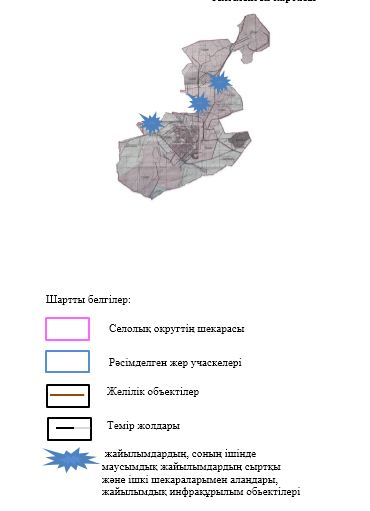 Шартты белгілер:
Селолық округтін шекарасы
Рәсімделген жер учаскелері
Желілік объектілер
Темір жолдары
жайылымдардың, соның ішінде
маусымдық жайылымдардың сыртқы
және ішкі шекараларымен алаңдары,
жайылымдық инфрақұрылым объектілері